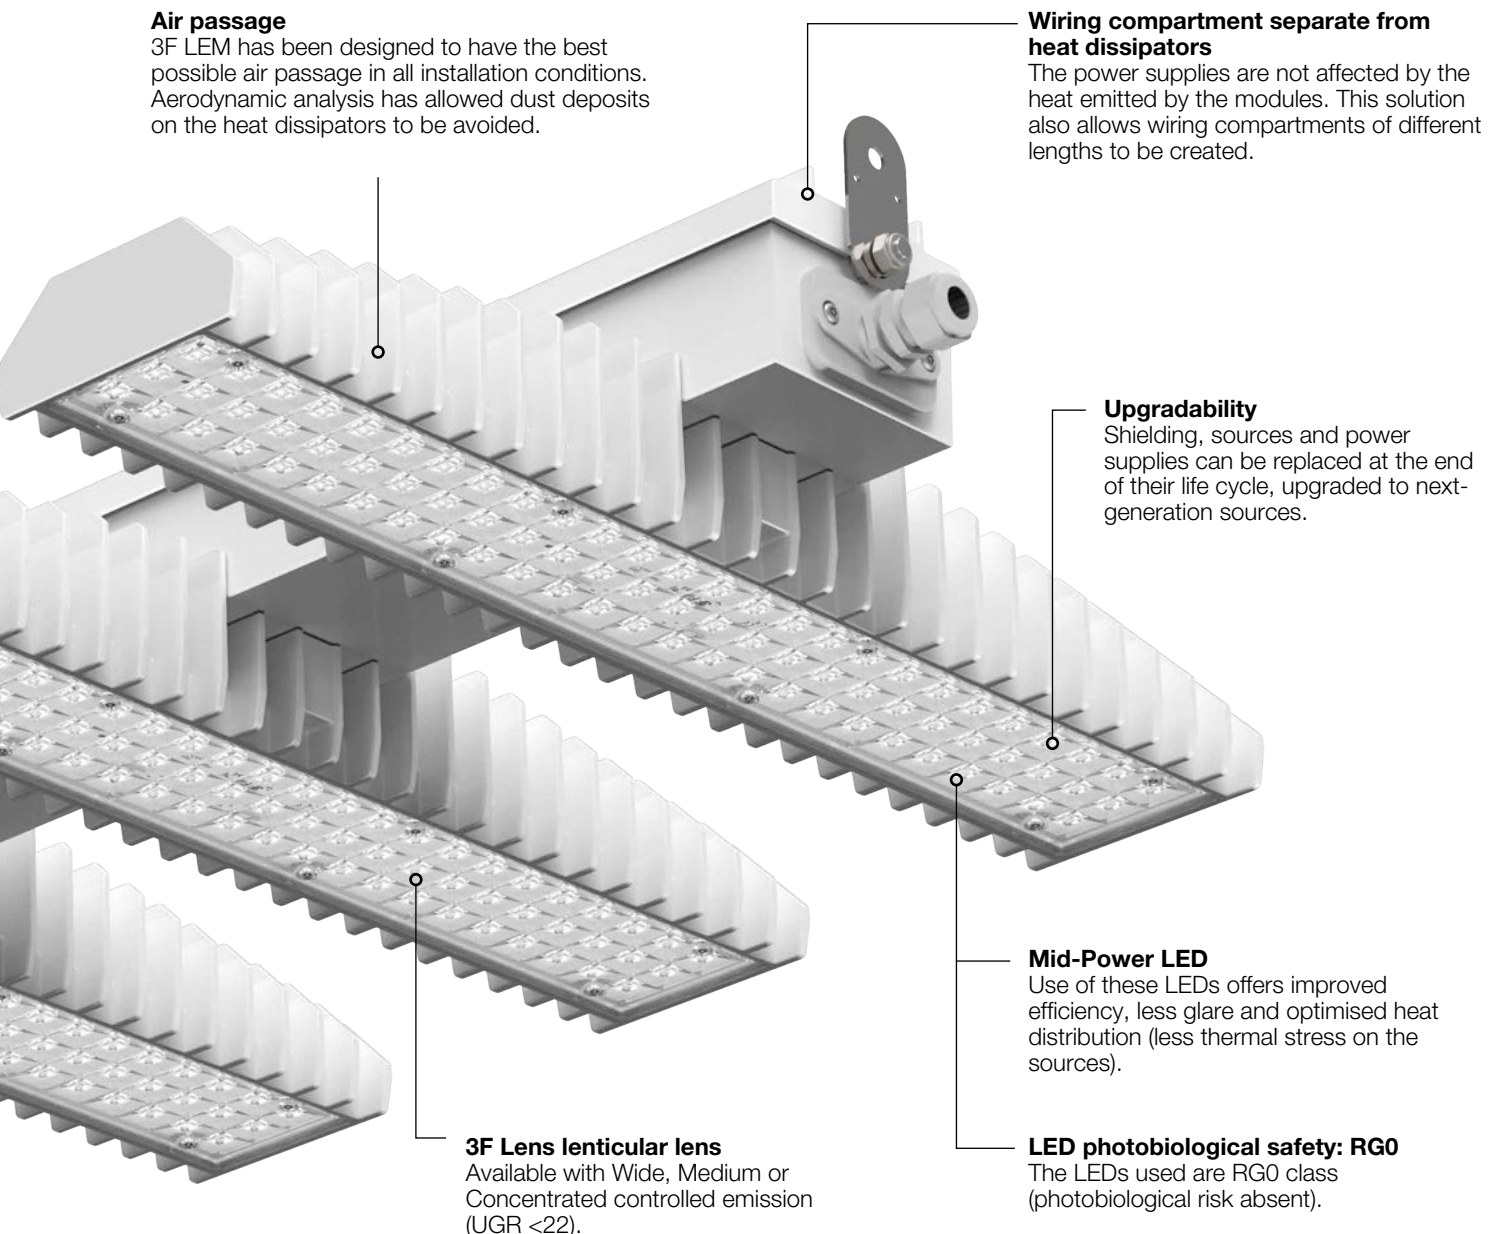 Air passage
3F LEM has been designed to have the best
possible air passage in all installation conditions.
Aerodynamic analysis has allowed dust deposits
on the heat dissipators to be avoided.
Wiring compartment separate from
heat dissipators
The power supplies are not affected by the
heat emitted by the modules. This solution
also allows wiring compartments of different
lengths to be created.
Upgradability
Shielding, sources and power
supplies can be replaced at the end
of their life cycle, upgraded to next-
generation sources.
Mid-Power LED
Use of these LEDs offers improved
efficiency, less glare and optimised heat
distribution (less thermal stress on the
sources).
3F Lens lenticular lens
Available with Wide, Medium or
Concentrated controlled emission
(UGR <22).
LED photobiological safety: RG0
The LEDs used are RG0 class
(photobiological risk absent).